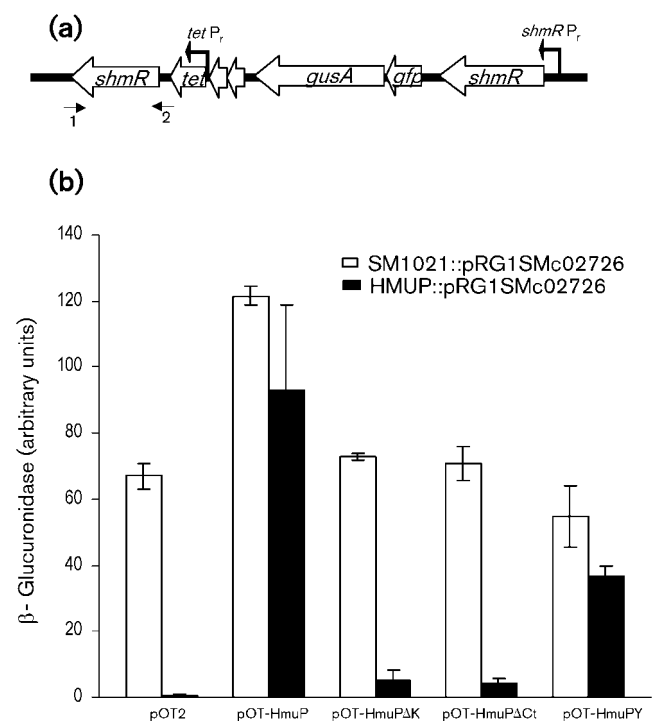 (a)
tet Pr
shmR Pr
shmR
tet
gusA
gfp
shmR
1
2
(b)
140
120
100
80
60
40
20
0
β- Glucuronidase (arbitrary units)
SM1021::pRG1SMc02726
HMUP::pRG1SMc02726
pOT2
pOT-HmuP
pOT-HmuPΔK
pOT-HmuPΔCt
pOT-HmuPY